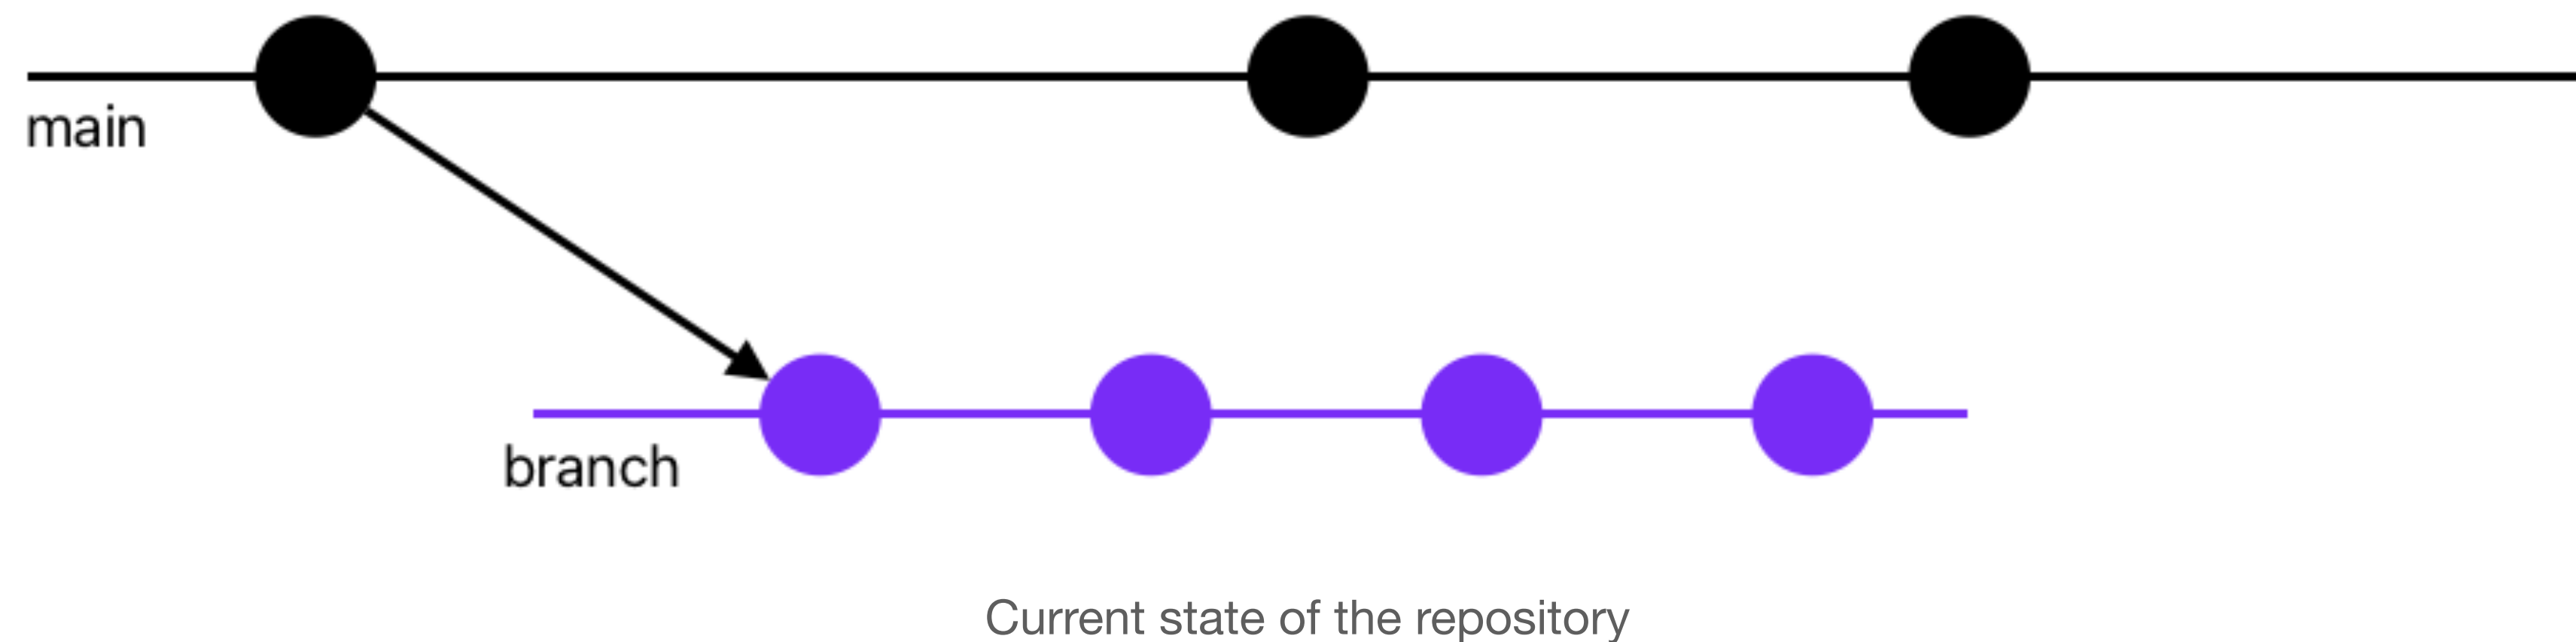 main
branch
Current state of the repository